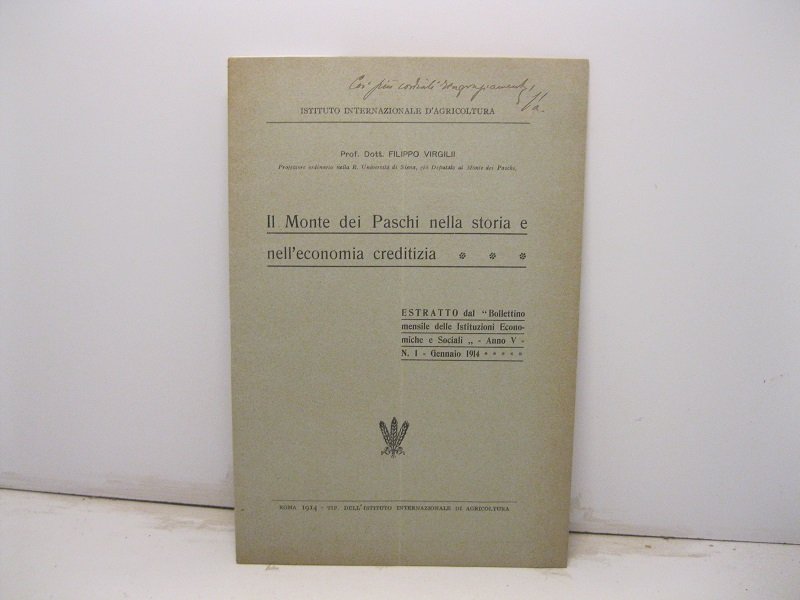 Coi più cordiali ringraziamenti
ISTITUTO INTERNAZIONALE D'AGRICOLTURA
Prof. Dott. FILIPPO VIRGILII
Professore ordinario nella R. Università di Siena, già Deputato al Monte dei Paschi.
Il Monte dei Paschi nella storia e
nell'economia creditizia
ESTRATTO dal "Bollettino
mensile delle Istituzioni Econo-
miche e Sociali „ - Anno V -
N. 1 - Gennaio 1914
ROMA 1914 - TIP. DELL'ISTITUTO INTERNAZIONALE DI AGRICOLTURA